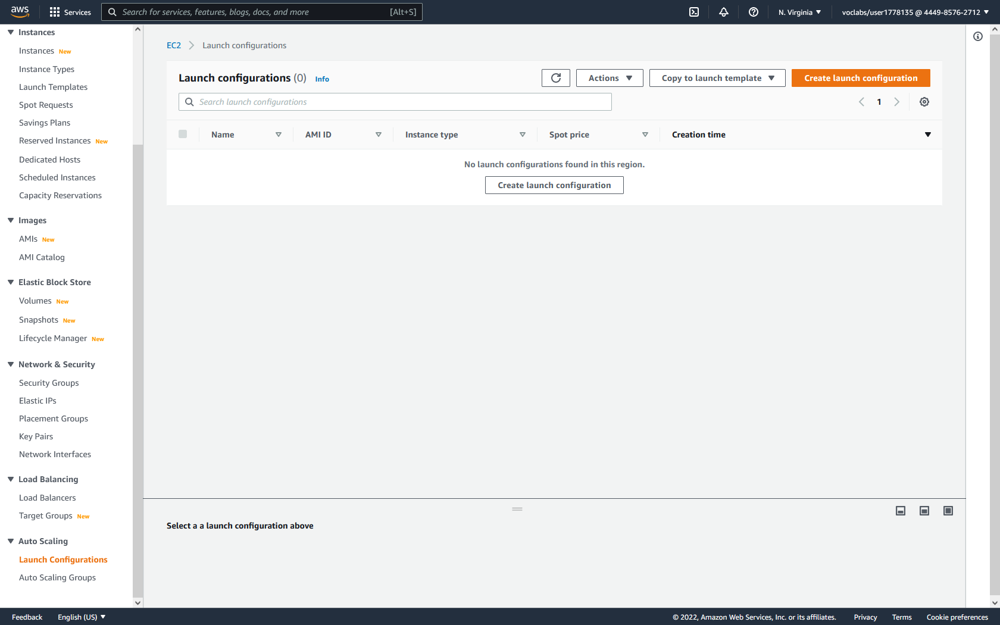 aws
Services
Search for services, features, blogs, docs, and more [Alt+S]
N. Virginia
voclabs/user1778135 @ 4449-8576-2712
Instances
Instances New
Instance Types
Launch Templates
Spot Requests
Savings Plans
Reserved Instances New
Dedicated Hosts
Scheduled Instances
Capacity Reservations
Images
AMIs New
AMI Catalog
Elastic Block Store
Volumes New
Snapshots New
Lifecycle Manager New
Network & Security
Security Groups
Elastic IPs
Placement Groups
Key Pairs
Network Interfaces
Load Balancing
Load Balancers
Target Groups New
Auto Scaling
Launch Configurations
Auto Scaling Groups
EC2 Launch configurations
Launch configurations (0) Info
Actions
Copy to launch template
Create launch configuration
Search launch configurations
1
Name AMI ID Instance type Spot price Creation time
No launch configurations found in this region.
Create launch configuration
Select a a launch configuration above
Feedback English (US)
© 2022, Amazon Web Services, Inc. or its affiliates. Privacy Terms Cookie preferences